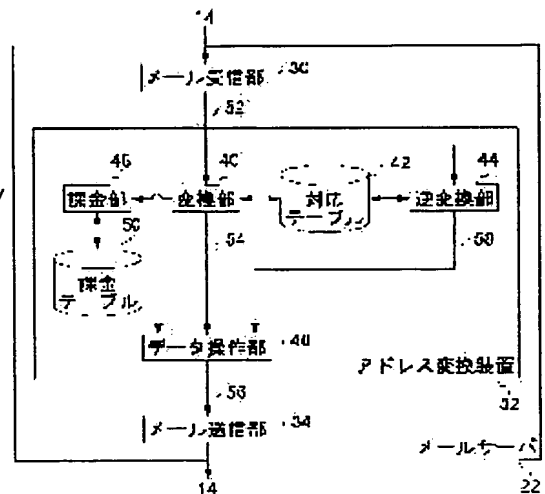 14
メール受信部 30
52
46 40 42 44
課金部 変換部 対応
テーブル 逆変換部
50 54 58
課金
テーブル
データ操作部 48
アドレス変換装置
32
56
メール送信部 34
メールサーバ
14 22